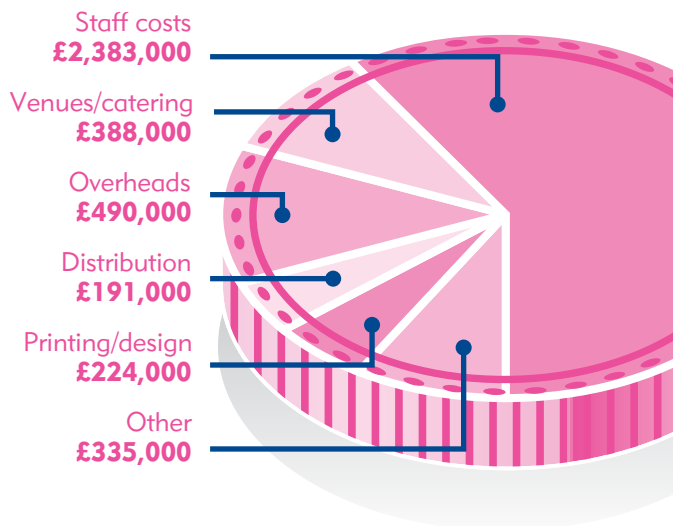 Staff costs
£2,383,000
Venues/catering
£388,000
Overheads
£490,000
Distribution
£191,000
Printing/design
£224,000
Other
£335,000